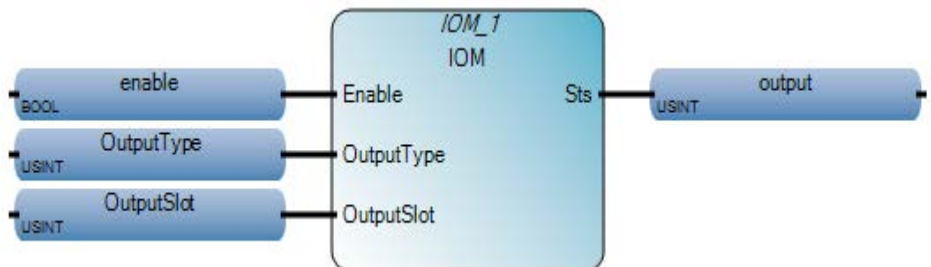 IOM_1
IOM
enable
BOOL
Enable
Sts
output
USINT
OutputType
USINT
OutputType
OutputSlot
USINT
OutputSlot